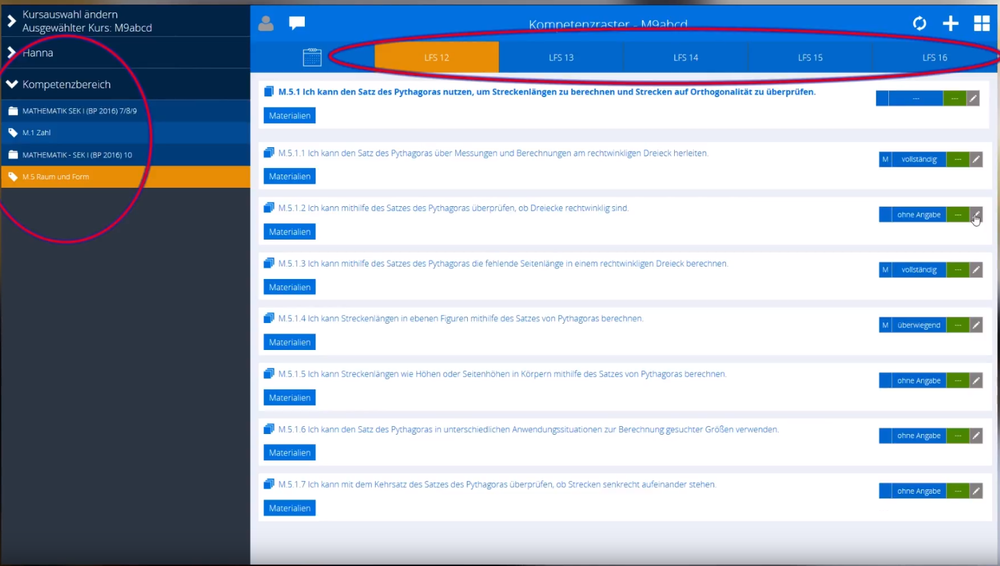 Kursauswahl ändern
Ausgewählter Kurs: M9abcd
Hanna
Kompetenzbereich
MATHEMATIK SEK I (BP 2016) 7/8/9
M.1 Zahl
MATHEMATIK - SEK I (BP 2016) 10
M.5 Raum und Form
Kompetenzraster - M9abcd
LFS 12 LFS 13 LFS 14 LFS 15 LFS 16
M.5.1 Ich kann den Satz des Pythagoras nutzen, um Streckenlängen zu berechnen und Strecken auf Orthogonalität zu überprüfen.
--- ---
Materialien
M.5.1.1 Ich kann den Satz des Pythagoras über Messungen und Berechnungen am rechtwinkligen Dreieck herleiten.
M vollständig ---
Materialien
M.5.1.2 Ich kann mithilfe des Satzes des Pythagoras überprüfen, ob Dreiecke rechtwinklig sind.
ohne Angabe ---
Materialien
M.5.1.3 Ich kann mithilfe des Satzes des Pythagoras die fehlende Seitenlänge in einem rechtwinkligen Dreieck berechnen.
M vollständig ---
Materialien
M.5.1.4 Ich kann Streckenlängen in ebenen Figuren mithilfe des Satzes von Pythagoras berechnen.
M überwiegend ---
Materialien
M.5.1.5 Ich kann Streckenlängen wie Höhen oder Seitenhöhen in Körpern mithilfe des Satzes von Pythagoras berechnen.
ohne Angabe ---
Materialien
M.5.1.6 Ich kann den Satz des Pythagoras in unterschiedlichen Anwendungssituationen zur Berechnung gesuchter Größen verwenden.
ohne Angabe ---
Materialien
M.5.1.7 Ich kann mit dem Kehrsatz des Satzes des Pythagoras überprüfen, ob Strecken senkrecht aufeinander stehen.
ohne Angabe ---
Materialien